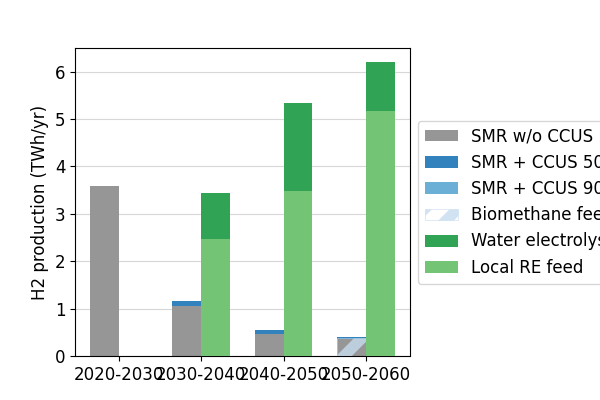 H2 production (TWh/yr)
6
5
4
3
2
1
0
2020-2030
2030-2040
2040-2050
2050-2060
SMR w/o CCUS
SMR + CCUS 50
SMR + CCUS 90
Biomethane fee
Water electrolys
Local RE feed